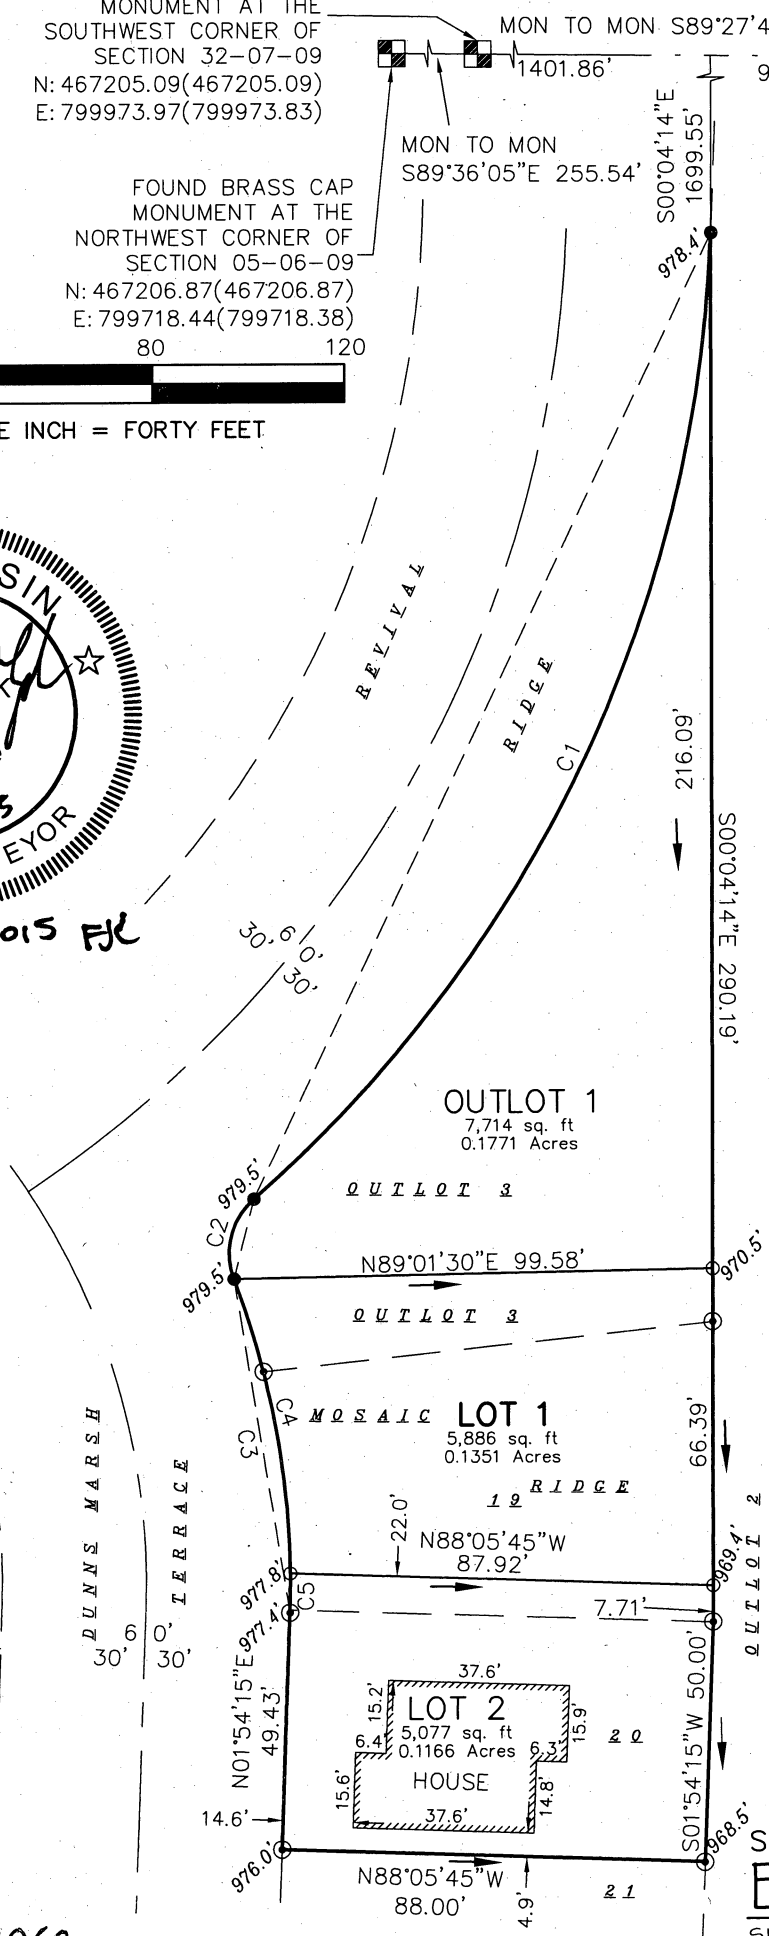 MONUMENT AT THE
SOUTHWEST CORNER OF
SECTION 32-07-09
N: 467205.09(467205.09)
E: 799973.97(799973.83)
MON TO MON S89°27'4
1401.86'
9
MON TO MON
S89°36'05"E 255.54'
S00°04'14"E
1699.55'
FOUND BRASS CAP
MONUMENT AT THE
NORTHWEST CORNER OF
SECTION 05-06-09
N: 467206.87(467206.87)
E: 799718.44(799718.38)
978.4'
80
120
E INCH = FORTY FEET
SIN
EYOR
015 FJK
REVIVAL
RIDGE
C1
216.09'
S00°04'14"E 290.19'
30'
60'
30'
OUTLOT 1
7,714 sq. ft
0.1771 Acres
979.5'
OUTLOT 3
C2
N89°01'30"E 99.58'
970.5'
979.5'
OUTLOT 3
C4
MOSAIC
LOT 1
5,886 sq. ft
0.1351 Acres
66.39'
C3
RIDGE
19
DUNNS MARSH
TERRACE
22.0'
N88°05'45"W
87.92'
969.4'
OUTLOT 2
977.8'
C5
977.4'
7.71'
60'
30'
30'
N01°54'15"E
49.43'
37.6'
15.2'
LOT 2
5,077 sq. ft
0.1166 Acres
15.9'
6.4'
6.3'
20
S01°54'15"W 50.00'
HOUSE
15.6'
14.8'
37.6'
14.6'
968.5'
976.0'
N88°05'45"W
88.00'
4.9'
21
S